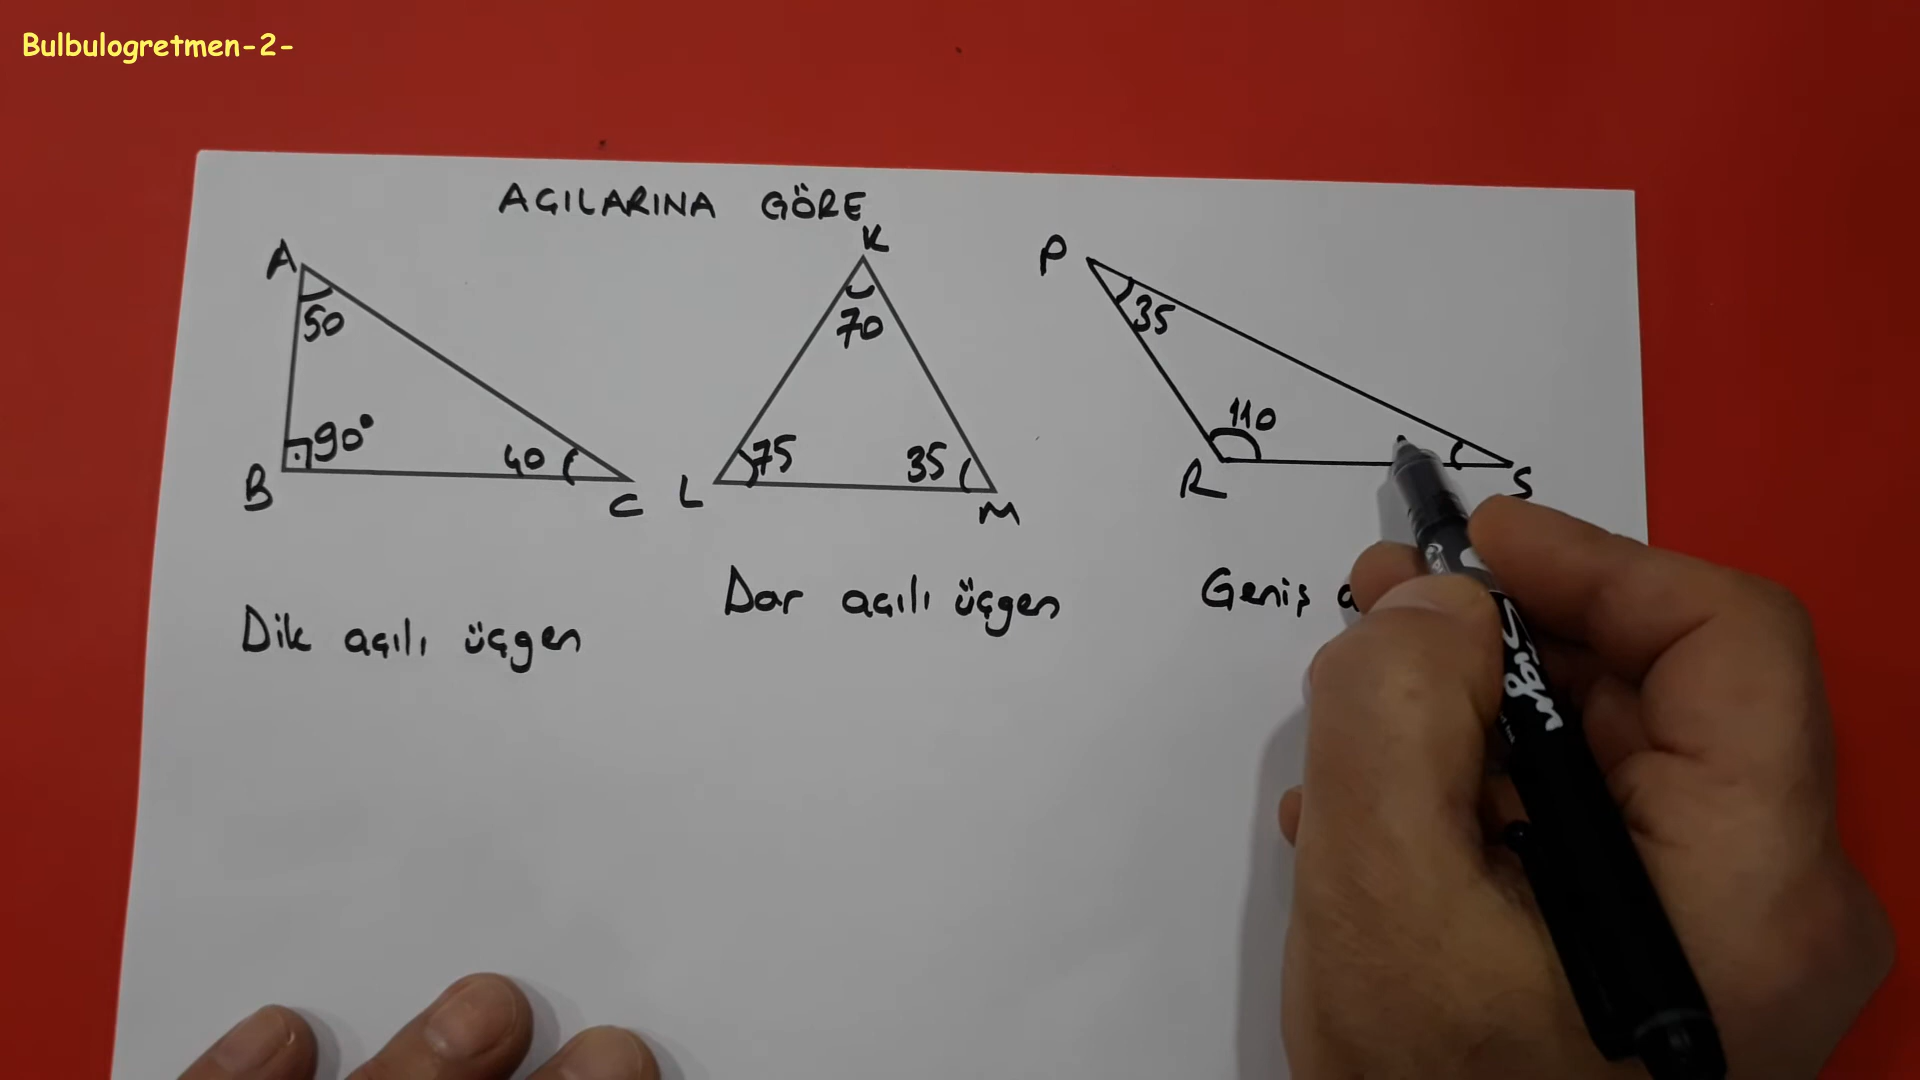 Bulbulogretmen-2-
AÇILARINA GÖRE
A
50
90°
B
40
C
K
70
75
L
35
M
P
35
110
R
S
Dik açılı üçgen
Dar açılı üçgen
Geniş
Signo